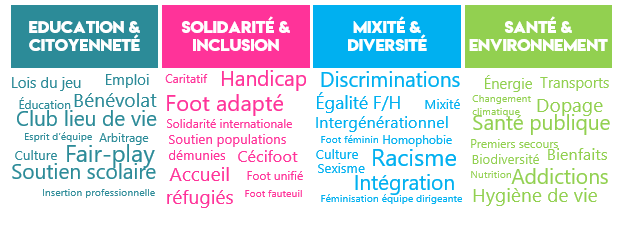 EDUCATION &
CITOYENNETÉ
Lois du jeu Emploi
Éducation Bénévolat
Club lieu de vie
Esprit d'équipe Arbitrage
Culture Fair-play
Soutien scolaire
Insertion professionnelle
SOLIDARITÉ &
INCLUSION
Caritatif Handicap
Foot adapté
Solidarité internationale
Soutien populations
démunies Cécifoot
Accueil Foot unifié
réfugiés Foot fauteuil
MIXITÉ &
DIVERSITÉ
Discriminations
Égalité F/H Mixité
Intergénérationnel
Foot féminin Homophobie
Culture Racisme
Sexisme
Intégration
Féminisation équipe dirigeante
SANTÉ &
ENVIRONNEMENT
Énergie Transports
Changement
climatique Dopage
Santé publique
Premiers secours
Biodiversité Bienfaits
Nutrition Addictions
Hygiène de vie